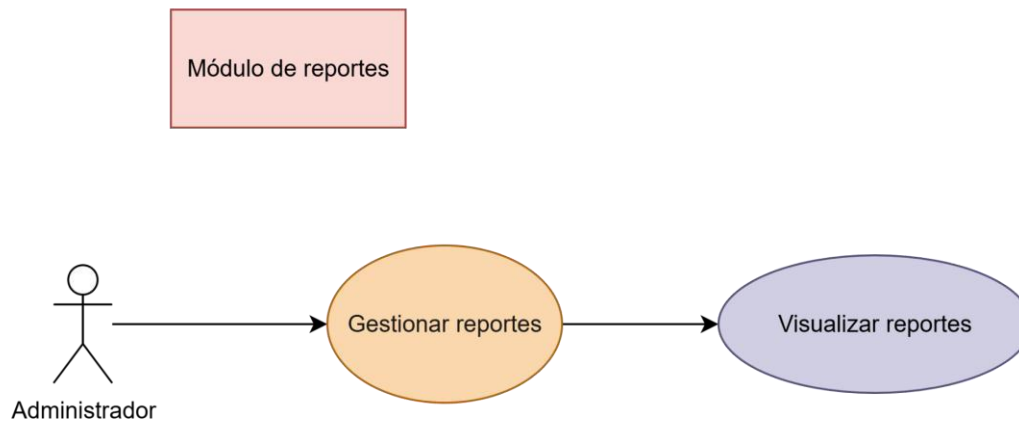 Módulo de reportes
Gestionar reportes
Visualizar reportes
Administrador